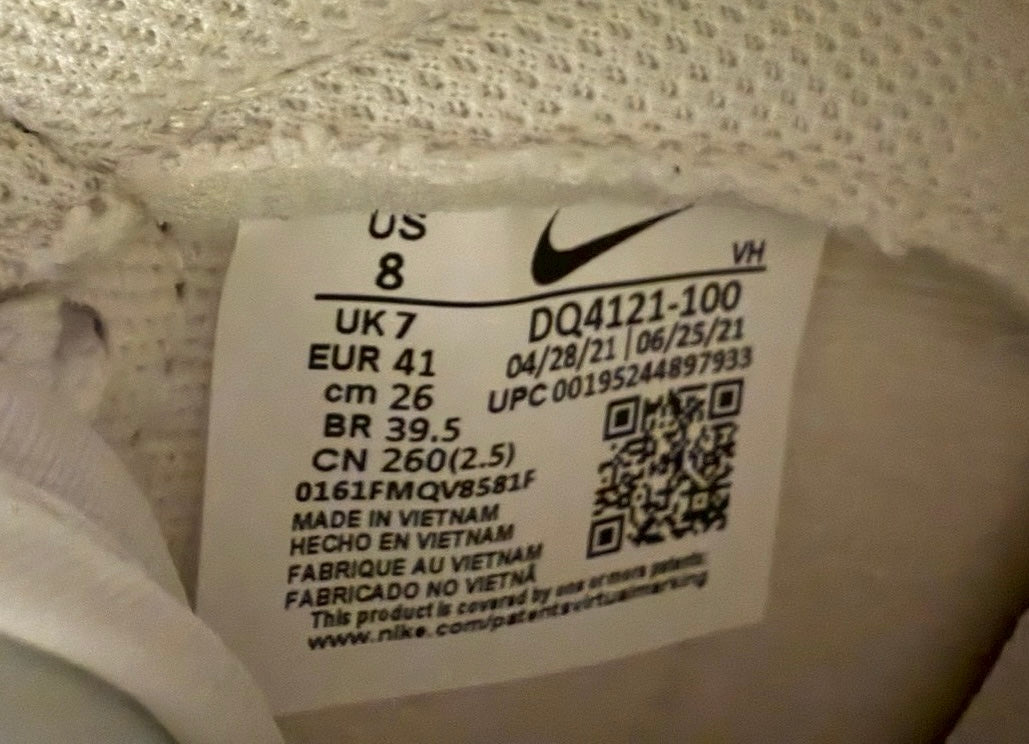 US
8
VH
UK 7
EUR 41
cm 26
BR 39.5
CN 260(2.5)
0161FMQV8581F
MADE IN VIETNAM
HECHO EN VIETNAM
FABRIQUE AU VIETNAM
FABRICADO NO VIETNÃ
DQ4121-100
04/28/21 | 06/25/21
UPC 00195244897933
This product is covered by one or more patents:
www.nike.com/patentsvirtualmarking